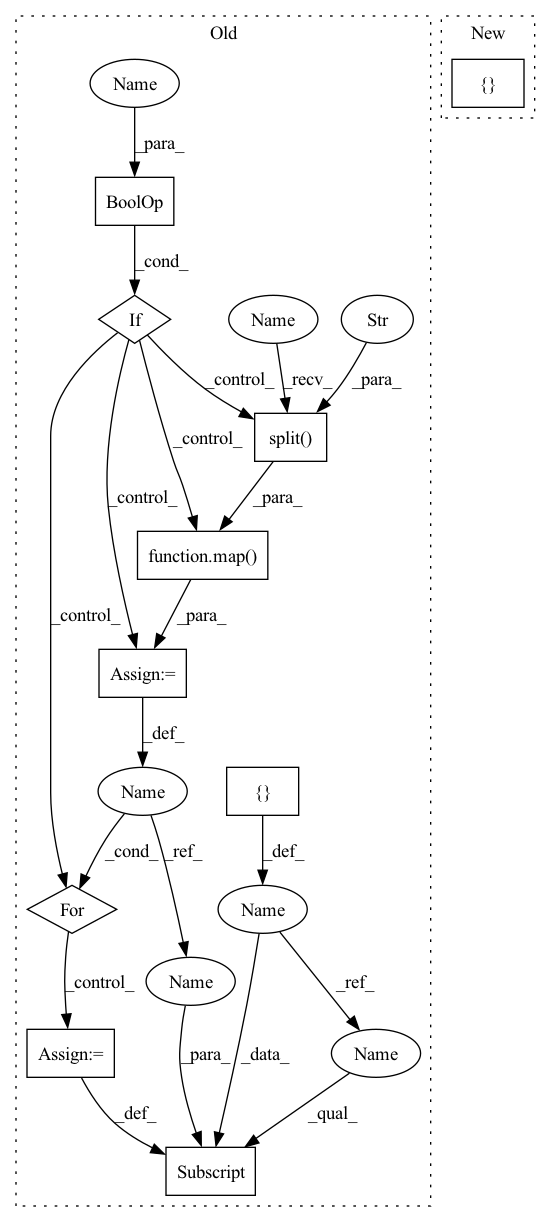 Old
New
Name
{}
_para_
BoolOp
_cond_
If
Name
Str
_control_
_recv_
_para_
split()
_control_
_control_
_para_
function.map()
_control_
_para_
Assign:=
_def_
{}
Name
_cond_
_ref_
_def_
For
Name
Name
_control_
_ref_
Assign:=
_para_
_data_
Name
_def_
_qual_
Subscript